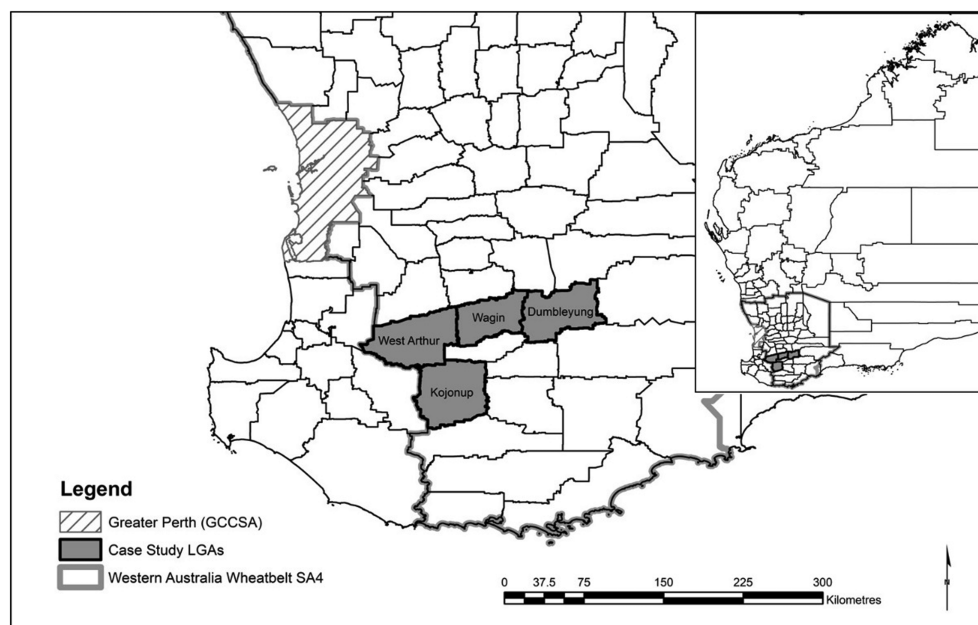 Dumbleyung
Wagin
West Arthur
Kojonup
Legend
Greater Perth (GCCSA)
Case Study LGAs
Western Australia Wheatbelt SA4
0 37.5 75 150 225 300
Kilometres
N